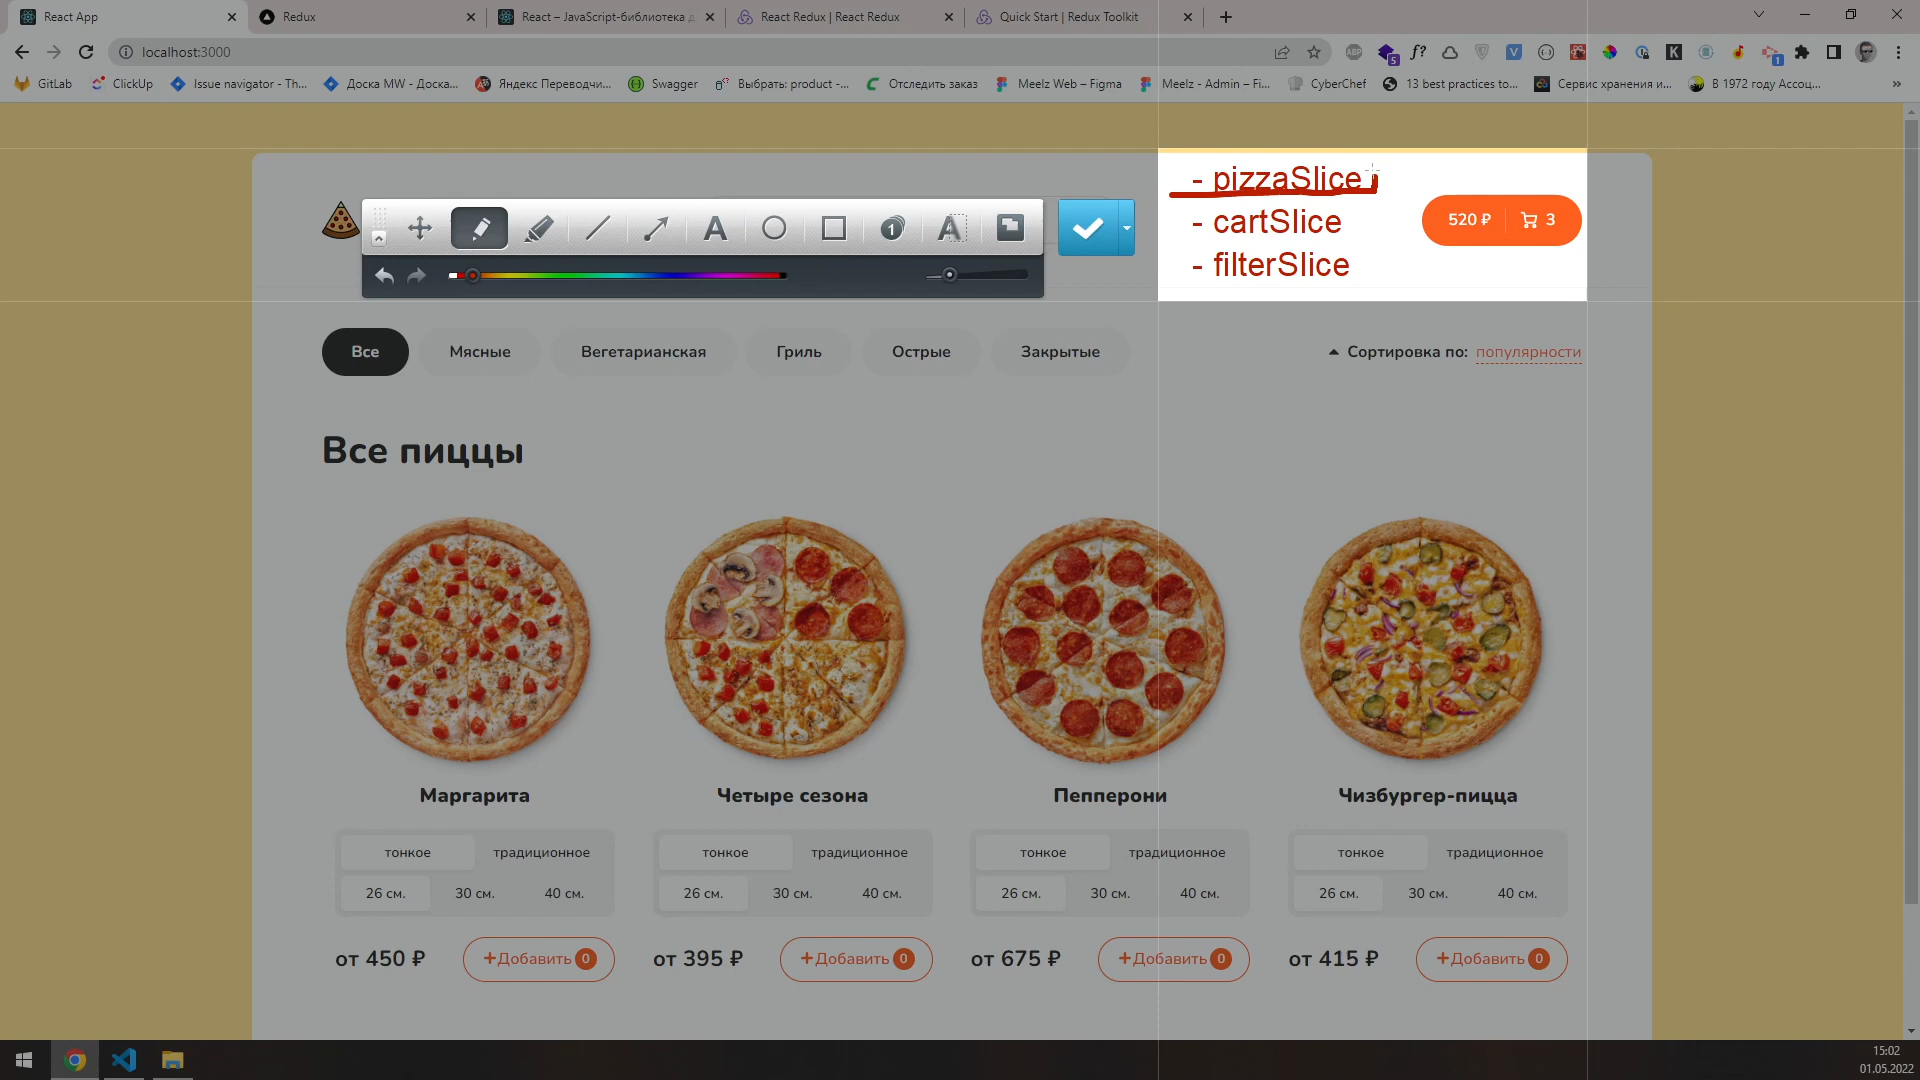 React App
Redux
React – JavaScript-библиотека д
React Redux | React Redux
Quick Start | Redux Toolkit
localhost:3000
ABP
5
f?
V
K
1
GitLab
ClickUp
Issue navigator - Th...
Доска MW - Доска...
Яндекс Переводчи...
Swagger
Выбрать: product -...
Отследить заказ
Meelz Web – Figma
Meelz - Admin – Fi...
CyberChef
13 best practices to...
Сервис хранения и...
В 1972 году Ассоц...
»
- pizzaSlice
- cartSlice
- filterSlice
520 ₽
3
A
1
A
Все
Мясные
Вегетарианская
Гриль
Острые
Закрытые
Сортировка по: популярности
Все пиццы
Маргарита
Четыре сезона
Пепперони
Чизбургер-пицца
тонкое традиционное
тонкое традиционное
тонкое традиционное
тонкое традиционное
26 см. 30 см. 40 см.
26 см. 30 см. 40 см.
26 см. 30 см. 40 см.
26 см. 30 см. 40 см.
от 450 ₽ +Добавить 0
от 395 ₽ +Добавить 0
от 675 ₽ +Добавить 0
от 415 ₽ +Добавить 0
15:02
01.05.2022